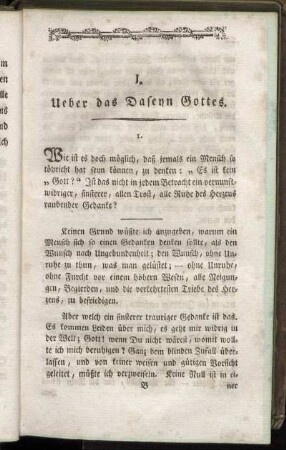 I.
Ueber das Daseyn Gottes.
1.
Wie ist es doch möglich, daß jemals ein Mensch so
töricht hat seyn können, zu denken: „Es ist kein
„Gott?“ Ist das nicht in jedem Betracht ein vernunft-
widriger, finsterer, allen Trost, alle Ruhe des Herzens
raubender Gedanke?
Keinen Grund wüßte ich anzugeben, warum ein
Mensch sich so einen Gedanken denken sollte, als den
Wunsch nach Ungebundenheit; den Wunsch, ohne Un-
ruhe zu thun, was man gelüstet; — ohne Unruhe,
ohne Furcht vor einem höhern Wesen, alle Neigun-
gen, Begierden, und die verkehrtesten Triebe des Her-
zens, zu befriedigen.
Aber welch ein finsterer trauriger Gedanke ist das.
Es kommen Leiden über mich, es geht mir widrig in
der Welt; Gott! wenn Du nicht wärest, womit woll-
te ich mich beruhigen? Ganz dem blinden Zufall über-
lassen, und von keiner weisen und gütigen Vorsicht
geleitet, müßte ich verzweifeln. Keine Null ist in ei-
B
ner